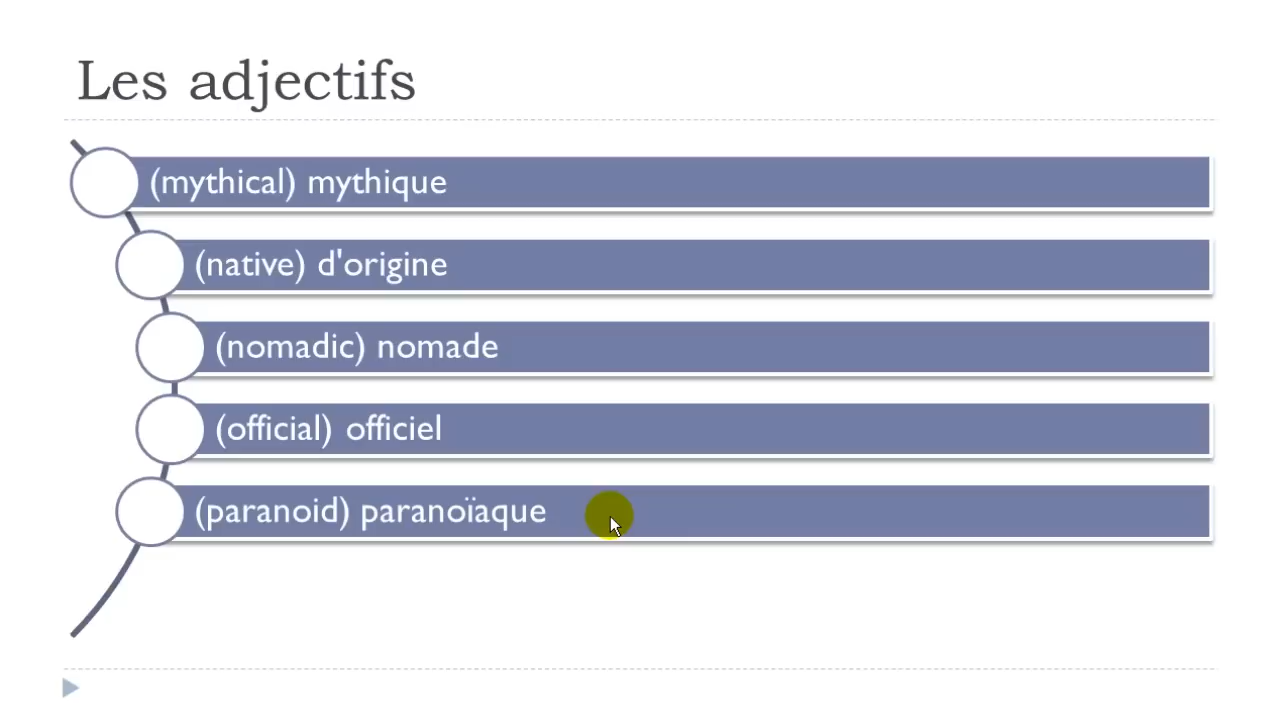 Les adjectifs
(mythical) mythique
(native) d'origine
(nomadic) nomade
(official) officiel
(paranoid) paranoïaque